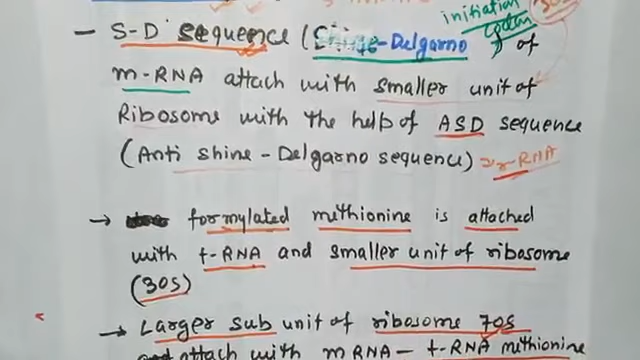 initiation
codon
30S
- S-D sequence (Shine-Delgarno) of
m-RNA attach with smaller unit of
Ribosome with the help of ASD sequence
(Anti shine-Delgarno sequence) r-RNA
→ formylated methionine is attached
with t-RNA and smaller unit of ribosome
(30S)
→ Larger sub unit of ribosome 70S
attach with mRNA - t-RNA methionine